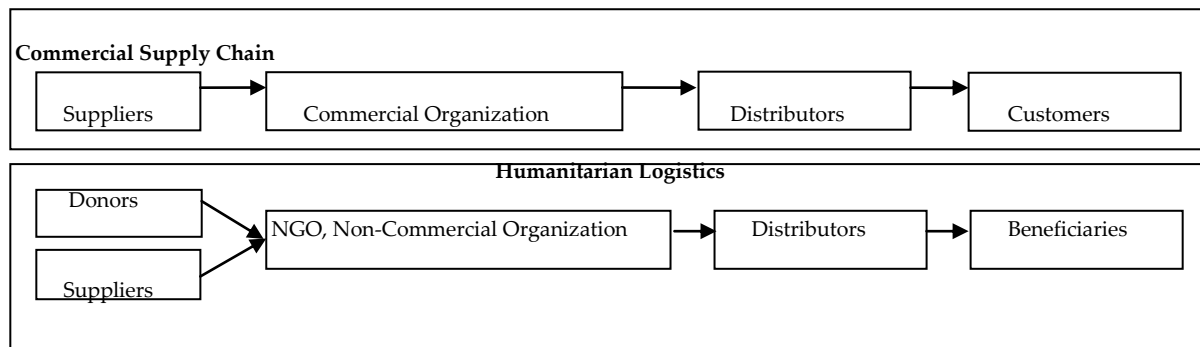 Commercial Supply Chain
Suppliers Commercial Organization Distributors Customers
Humanitarian Logistics
Donors
NGO, Non-Commercial Organization Distributors Beneficiaries
Suppliers